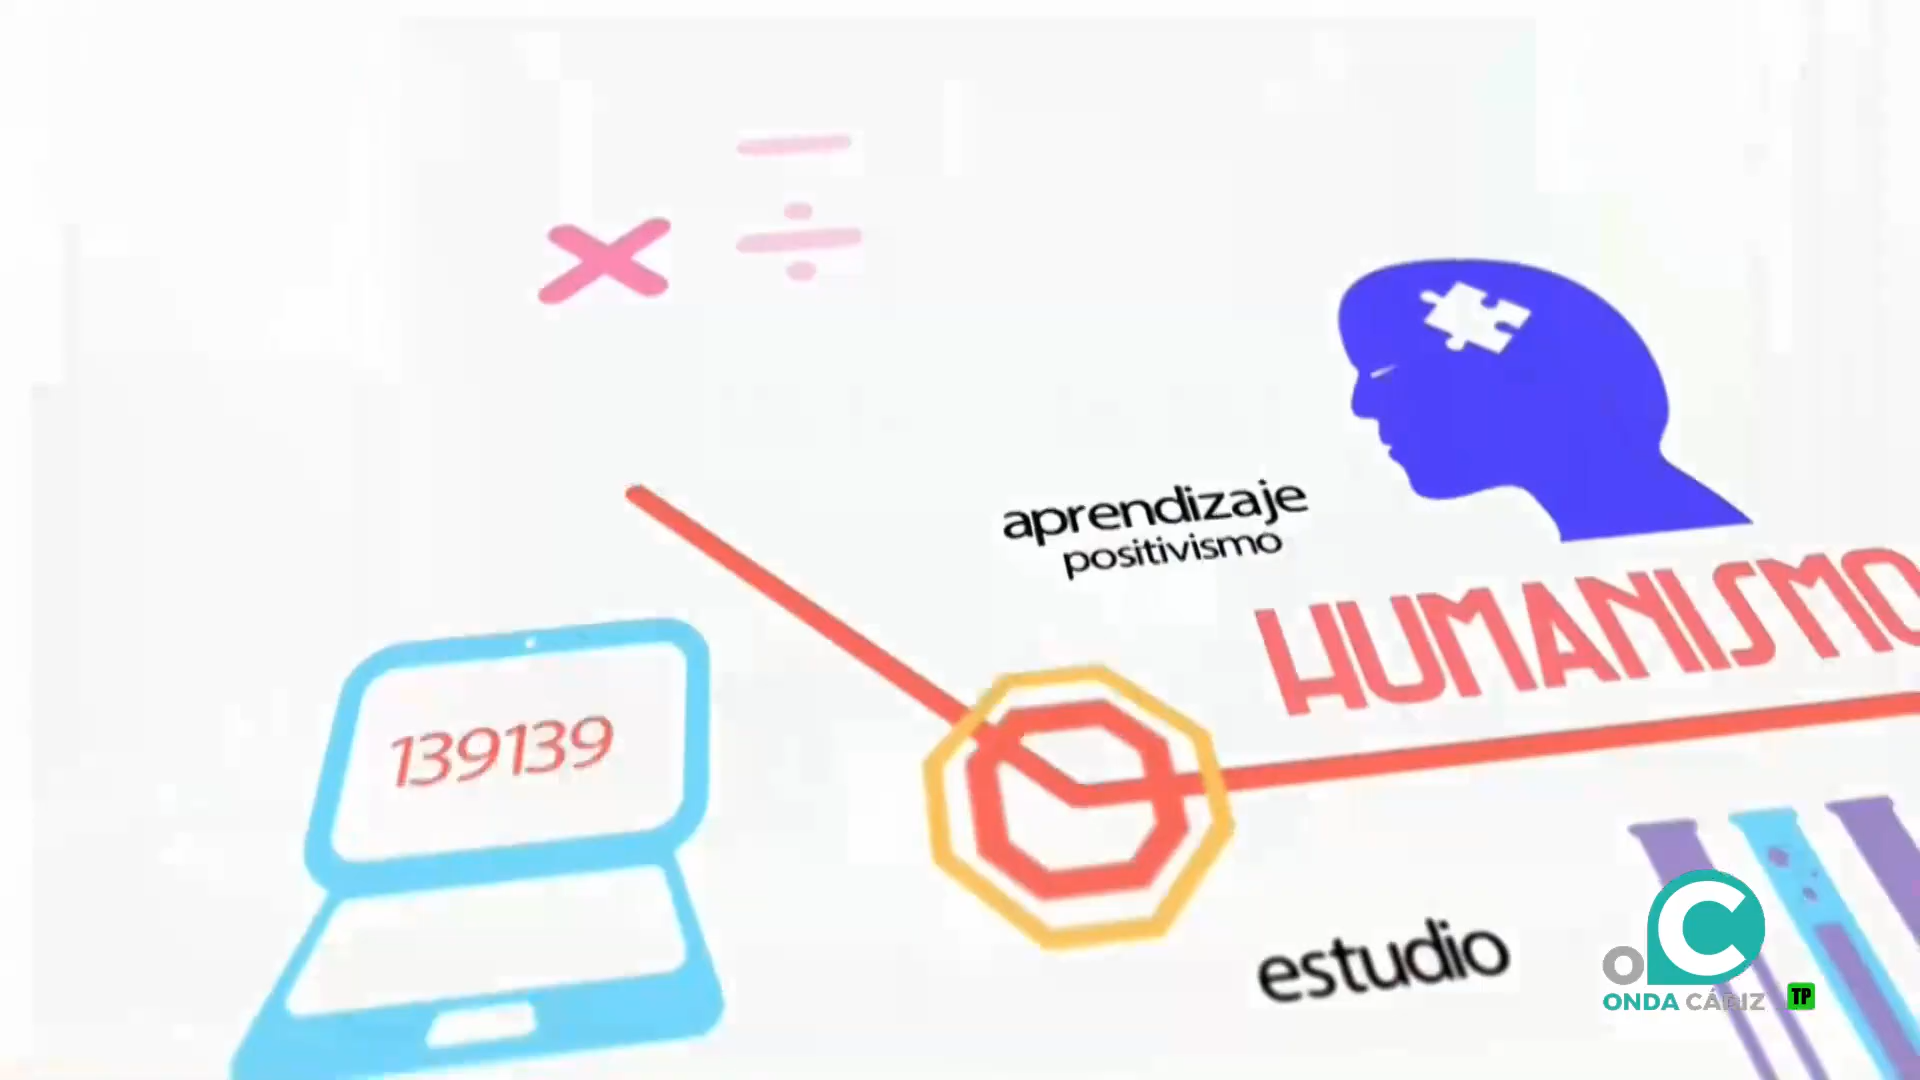 aprendizaje
positivismo
HUMANISMO
139139
estudio
C
O
ONDA CÁDIZ
TP